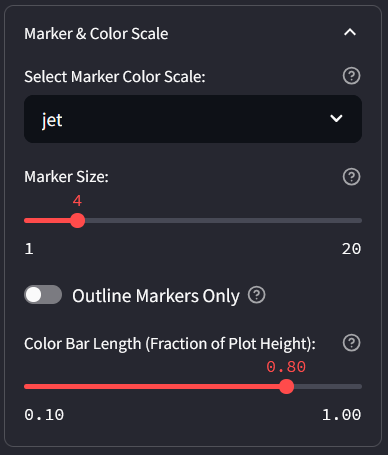 Marker & Color Scale
Select Marker Color Scale:
jet
Marker Size:
4
1 20
Outline Markers Only
Color Bar Length (Fraction of Plot Height):
0.80
0.10 1.00